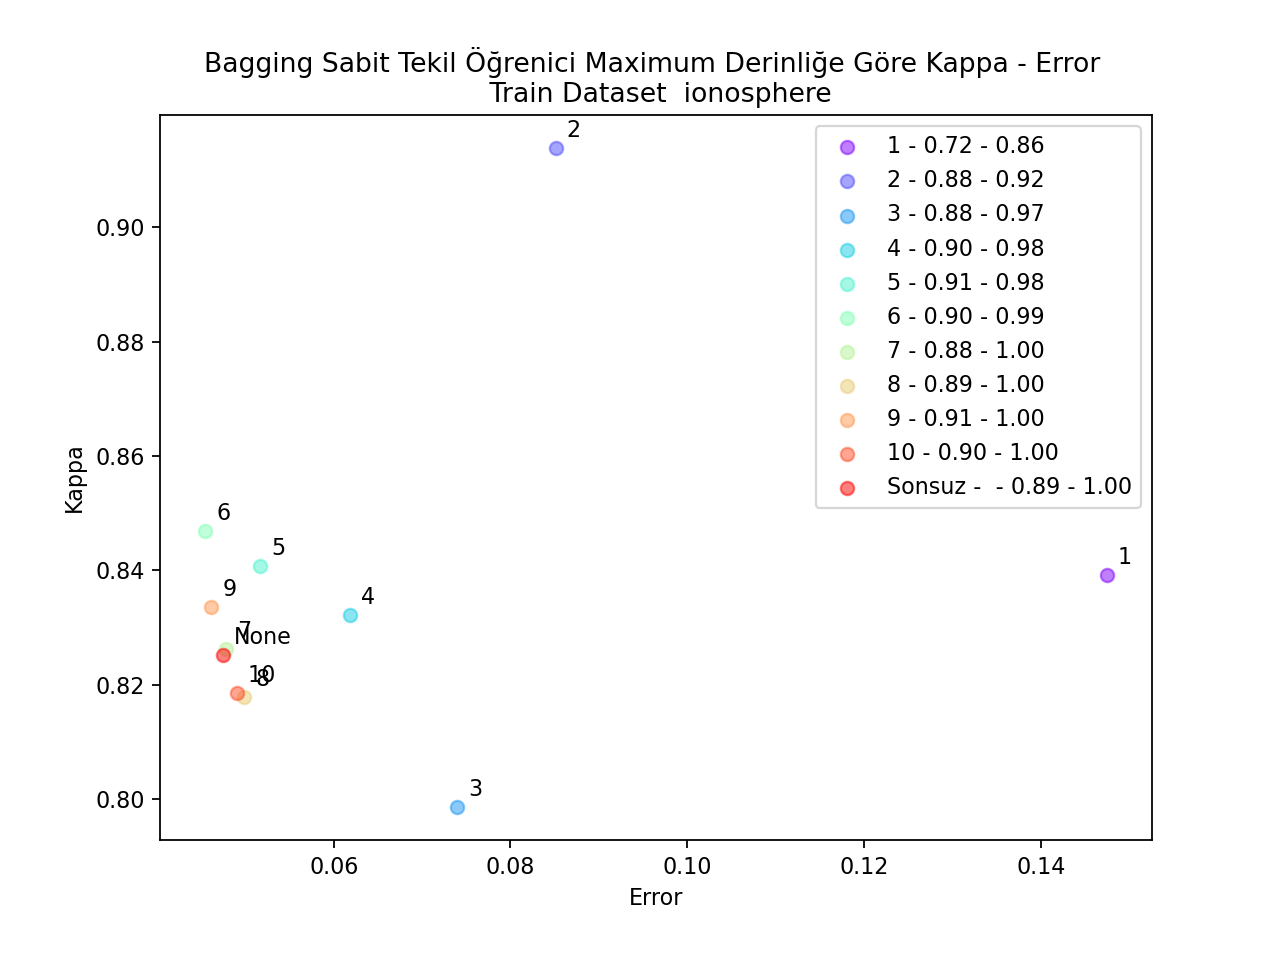 Bagging Sabit Tekil Öğrenici Maximum Derinliğe Göre Kappa - Error
Train Dataset  ionosphere
2
1 - 0.72 - 0.86
2 - 0.88 - 0.92
3 - 0.88 - 0.97
4 - 0.90 - 0.98
5 - 0.91 - 0.98
6 - 0.90 - 0.99
7 - 0.88 - 1.00
8 - 0.89 - 1.00
9 - 0.91 - 1.00
10 - 0.90 - 1.00
Sonsuz -  - 0.89 - 1.00
0.90
0.88
0.86
0.84
0.82
0.80
Kappa
6
5
1
9
4
7
None
10
8
3
0.06
0.08
0.10
0.12
0.14
Error